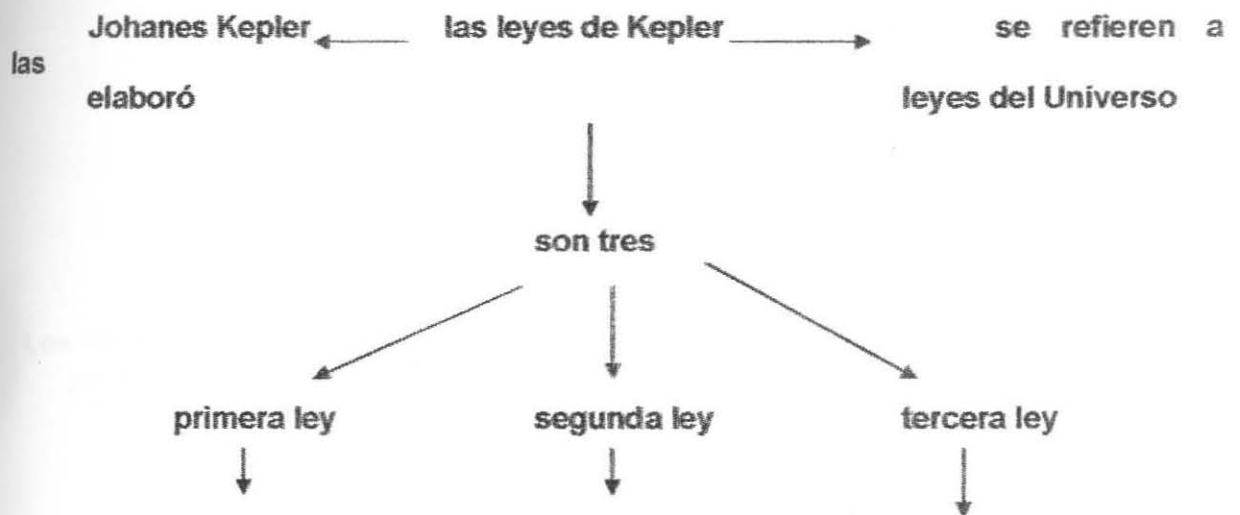 Johanes Kepler las leyes de Kepler se refieren a
las
elaboró leyes del Universo
son tres
primera ley segunda ley tercera ley